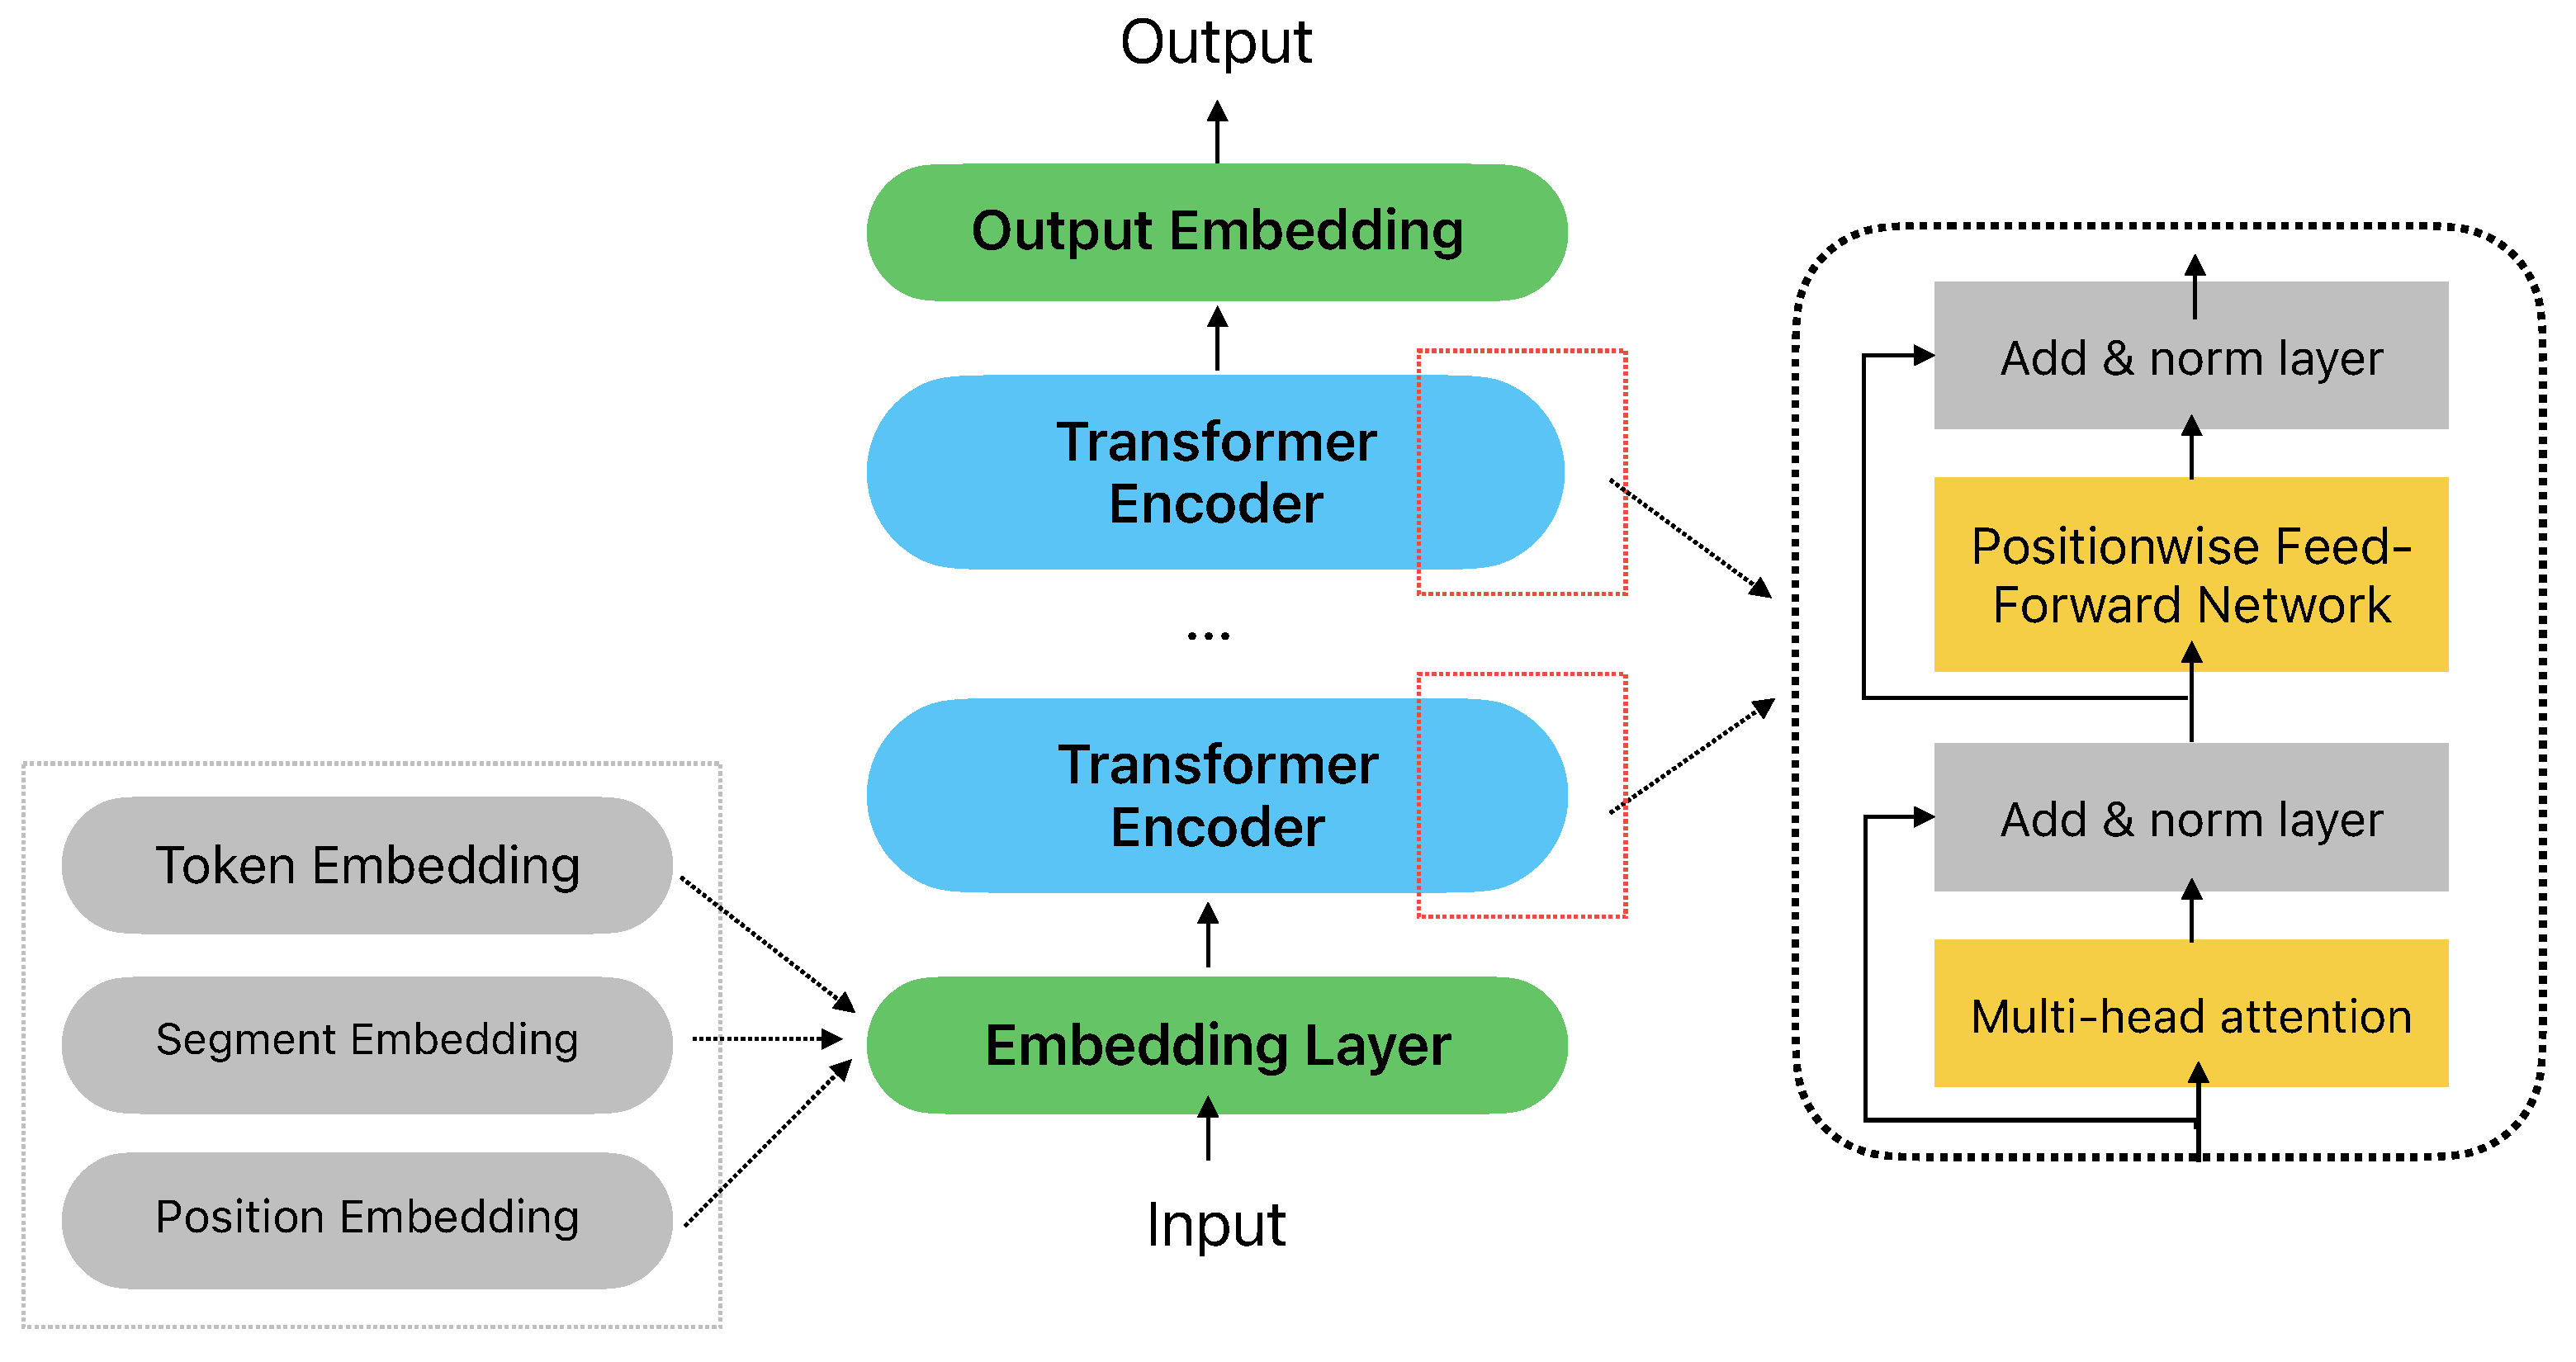 Output
Output Embedding
Transformer
Encoder
...
Transformer
Encoder
Embedding Layer
Input
Token Embedding
Segment Embedding
Position Embedding
Add & norm layer
Positionwise Feed-
Forward Network
Add & norm layer
Multi-head attention